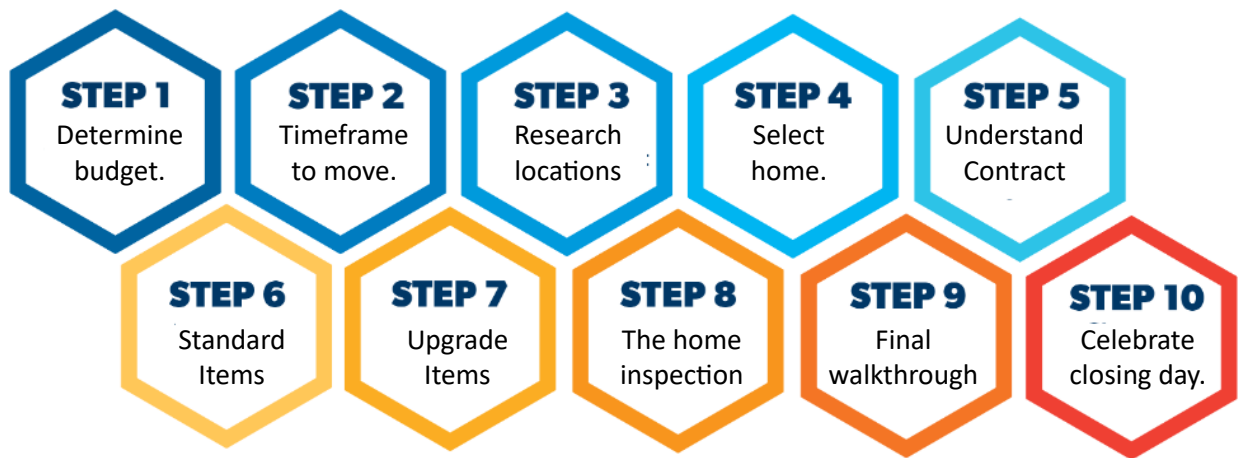 STEP 1
Determine
budget.
STEP 2
Timeframe
to move.
STEP 3
Research
locations
:
STEP 4
Select
home.
STEP 5
Understand
Contract
STEP 6
Standard
Items
STEP 7
Upgrade
Items
STEP 8
The home
inspection
STEP 9
Final
walkthrough
STEP 10
Celebrate
closing day.